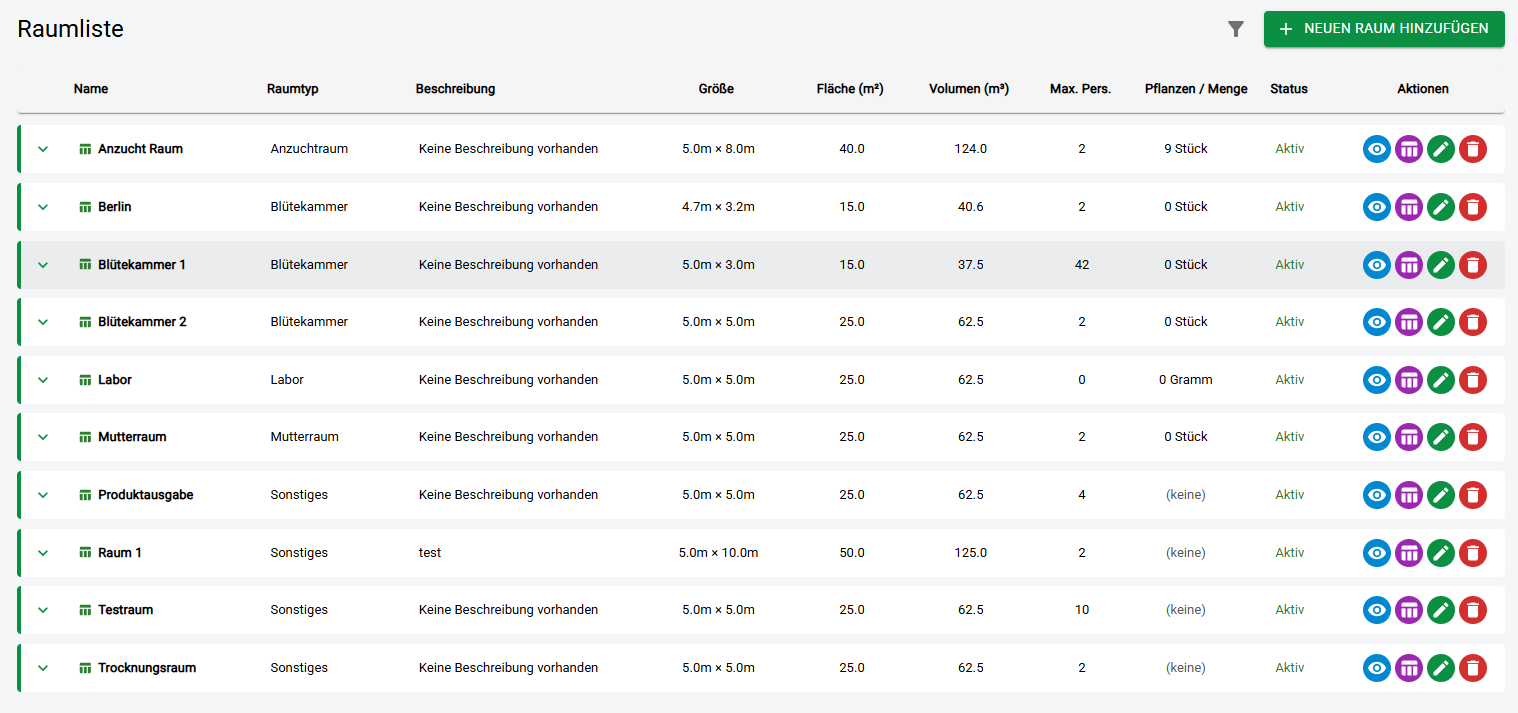 Raumliste
NEUEN RAUM HINZUFÜGEN
Name Raumtyp Beschreibung Größe Fläche (m²) Volumen (m³) Max. Pers. Pflanzen / Menge Status Aktionen
Anzucht Raum Anzuchtraum Keine Beschreibung vorhanden 5.0m × 8.0m 40.0 124.0 2 9 Stück Aktiv
Berlin Blütekammer Keine Beschreibung vorhanden 4.7m × 3.2m 15.0 40.6 2 0 Stück Aktiv
Blütekammer 1 Blütekammer Keine Beschreibung vorhanden 5.0m × 3.0m 15.0 37.5 42 0 Stück Aktiv
Blütekammer 2 Blütekammer Keine Beschreibung vorhanden 5.0m × 5.0m 25.0 62.5 2 0 Stück Aktiv
Labor Labor Keine Beschreibung vorhanden 5.0m × 5.0m 25.0 62.5 0 0 Gramm Aktiv
Mutterraum Mutterraum Keine Beschreibung vorhanden 5.0m × 5.0m 25.0 62.5 2 0 Stück Aktiv
Produktausgabe Sonstiges Keine Beschreibung vorhanden 5.0m × 5.0m 25.0 62.5 4 (keine) Aktiv
Raum 1 Sonstiges test 5.0m × 10.0m 50.0 125.0 2 (keine) Aktiv
Testraum Sonstiges Keine Beschreibung vorhanden 5.0m × 5.0m 25.0 62.5 10 (keine) Aktiv
Trocknungsraum Sonstiges Keine Beschreibung vorhanden 5.0m × 5.0m 25.0 62.5 2 (keine) Aktiv